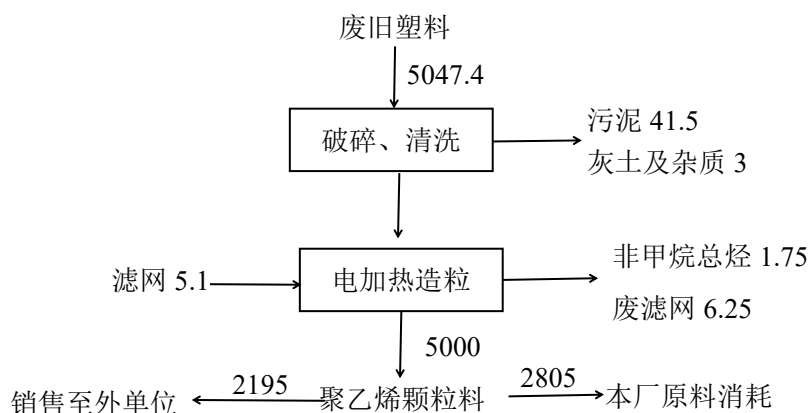 废旧塑料
5047.4
破碎、清洗
污泥 41.5
灰土及杂质 3
滤网 5.1
电加热造粒
非甲烷总烃 1.75
废滤网 6.25
5000
销售至外单位
2195
聚乙烯颗粒料
2805
本厂原料消耗